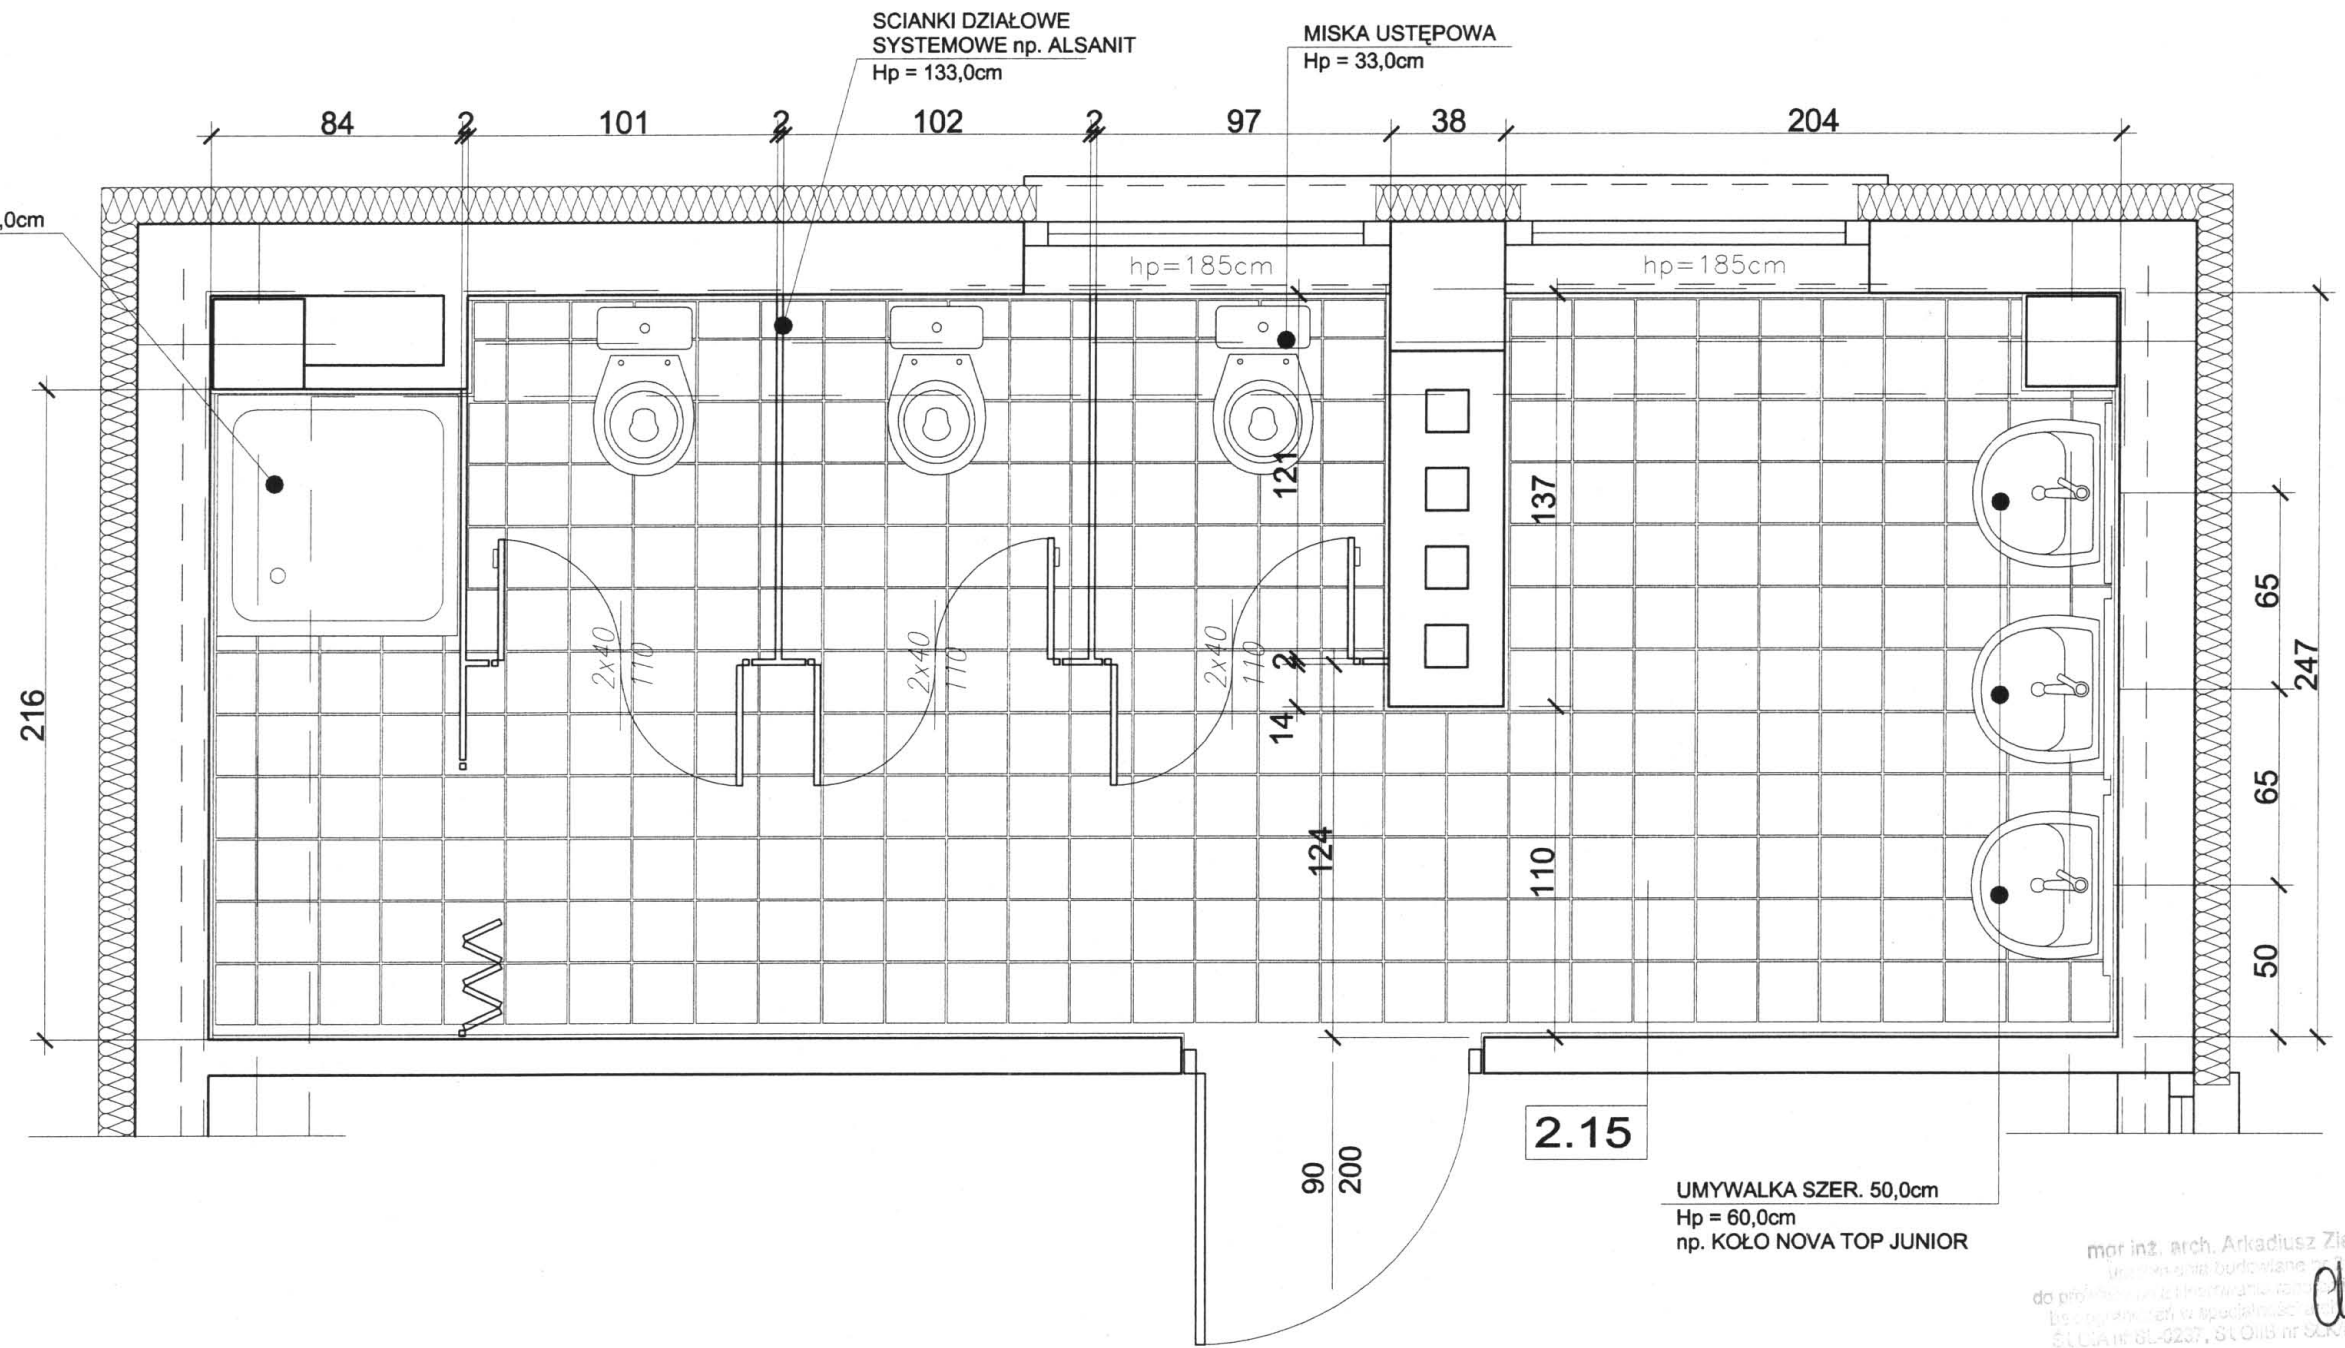 SCIANKI DZIAŁOWE
SYSTEMOWE np. ALSANIT
Hp = 133,0cm
MISKA USTĘPOWA
Hp = 33,0cm
84 2 101 2 102 2 97 38 204
,0cm
hp=185cm hp=185cm
121
137
65
2x40
110
2x40
110
2x40
110
2
247
216
14
65
124
110
50
2.15
90
200
UMYWALKA SZER. 50,0cm
Hp = 60,0cm
np. KOŁO NOVA TOP JUNIOR
mgr inż. arch. Arkadiusz